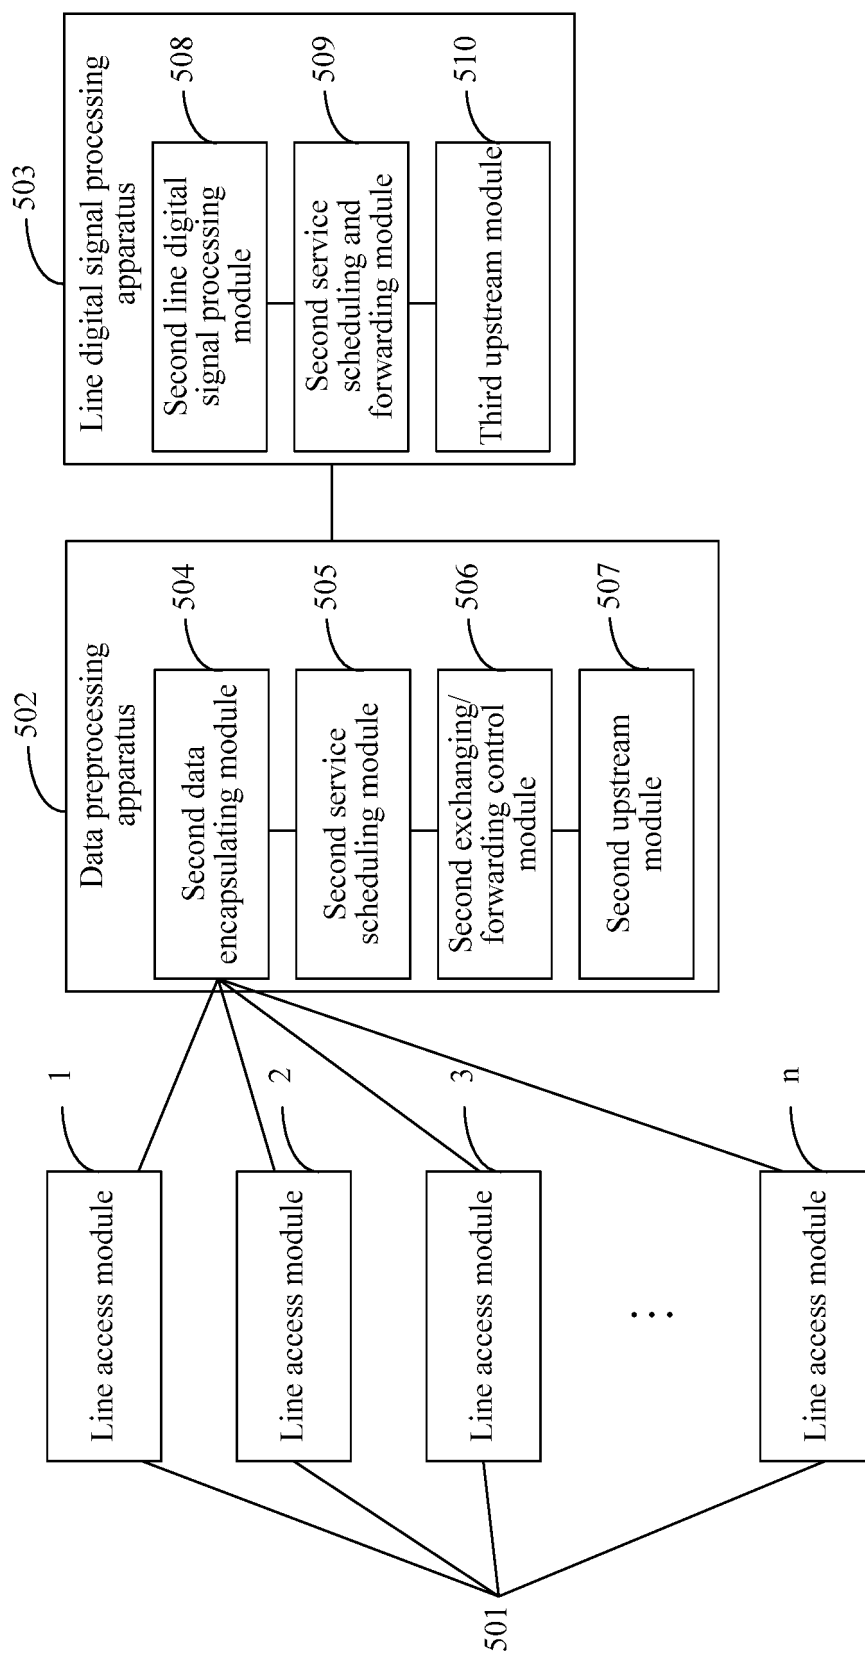 501
Line access module
1
Line access module
2
Line access module
3
...
Line access module
n
502
Data preprocessing
apparatus
504
Second data
encapsulating module
505
Second service
scheduling module
506
Second exchanging/
forwarding control
module
507
Second upstream
module
503
Line digital signal processing
apparatus
508
Second line digital
signal processing
module
509
Second service
scheduling and
forwarding module
510
Third upstream module